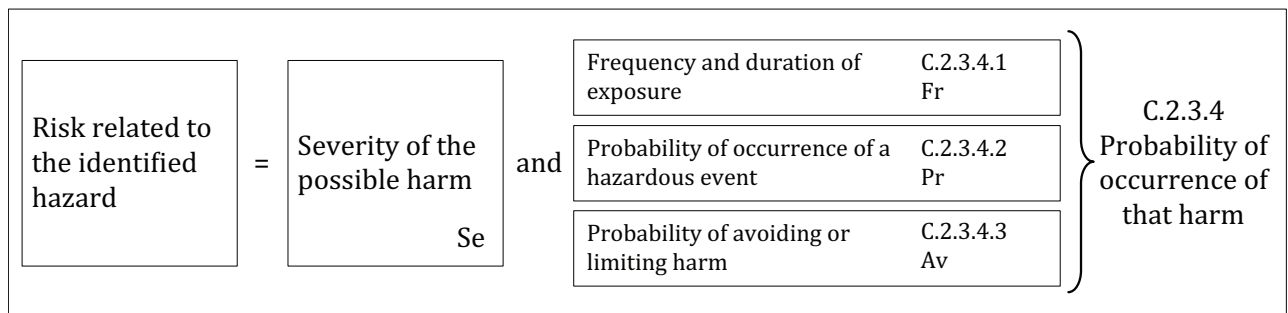 Risk related to
the identified
hazard
=
Severity of the
possible harm
Se
and
Frequency and duration of
exposure
C.2.3.4.1
Fr
Probability of occurrence of a
hazardous event
C.2.3.4.2
Pr
Probability of avoiding or
limiting harm
C.2.3.4.3
Av
C.2.3.4
Probability of
occurrence of
that harm